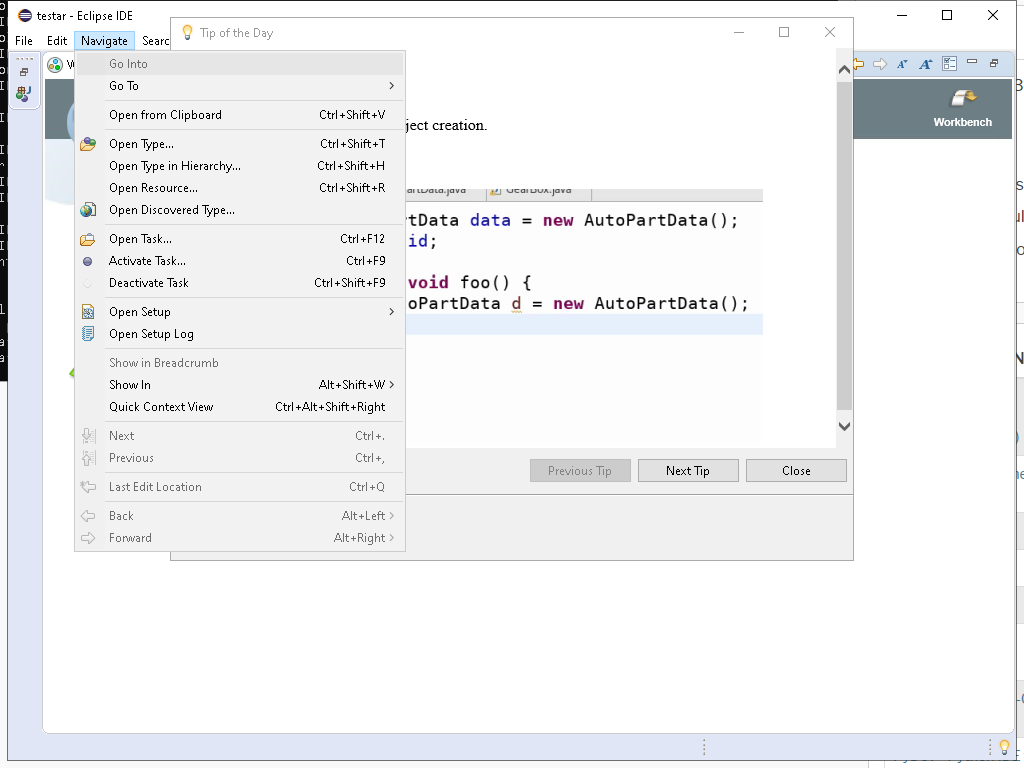 testar - Eclipse IDE
Tip of the Day
File Edit Navigate
Go Into
Go To
Open from Clipboard Ctrl+Shift+V
Open Type... Ctrl+Shift+T
Open Type in Hierarchy... Ctrl+Shift+H
Open Resource... Ctrl+Shift+R
Open Discovered Type...
Open Task... Ctrl+F12
Activate Task... Ctrl+F9
Deactivate Task Ctrl+Shift+F9
Open Setup
Open Setup Log
Show in Breadcrumb
Show In Alt+Shift+W
Quick Context View Ctrl+Alt+Shift+Right
Next Ctrl+.
Previous Ctrl+,
Last Edit Location Ctrl+Q
Back Alt+Left
Forward Alt+Right
ject creation.
GearBox.java
tData data = new AutoPartData();
id;
void foo() {
oPartData d = new AutoPartData();
Previous Tip Next Tip Close
Workbench